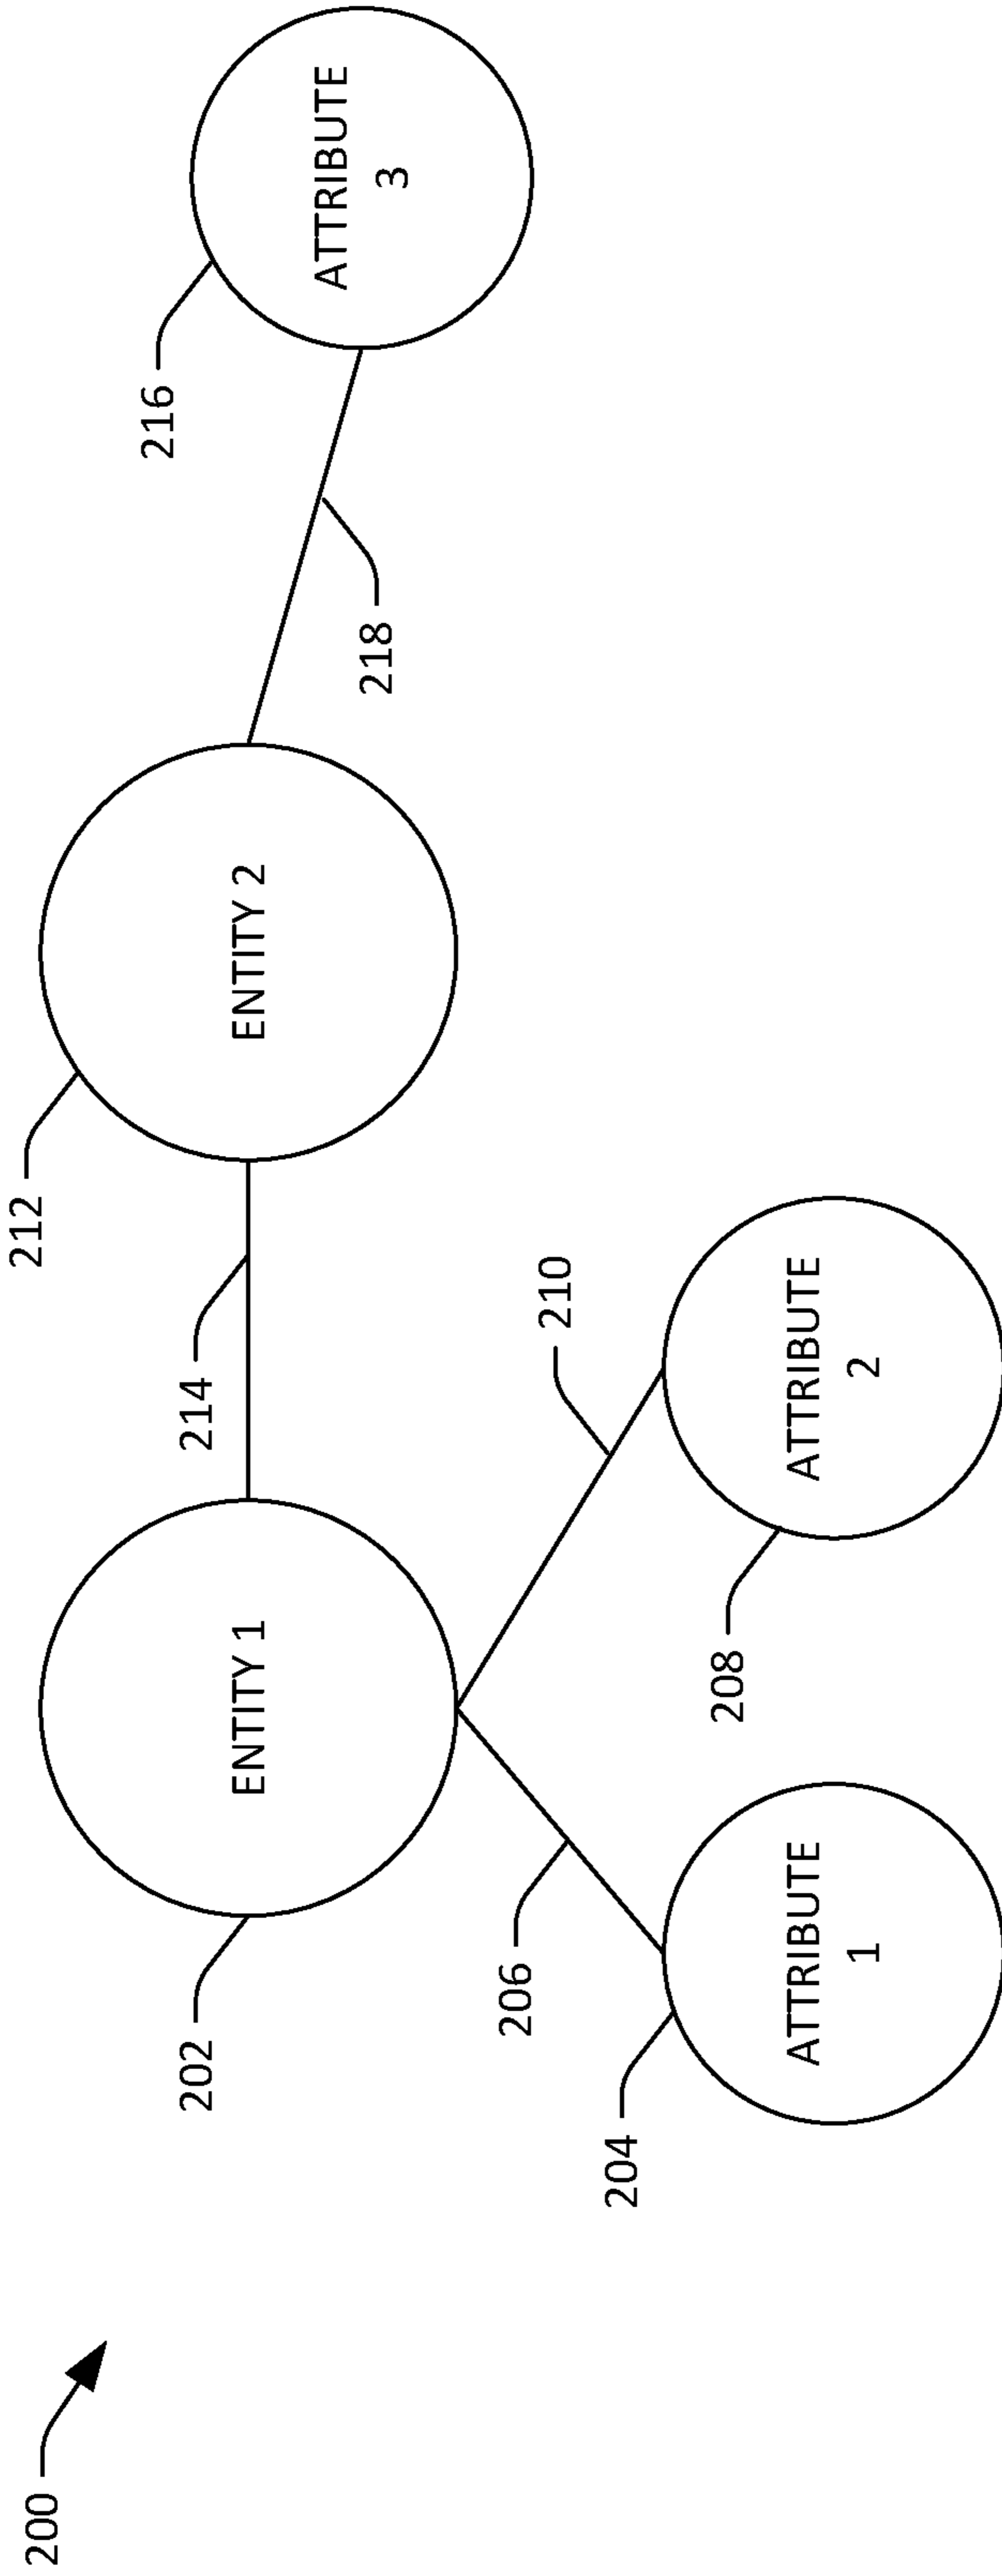 200
202
ENTITY 1
214
212
ENTITY 2
216
ATTRIBUTE
3
218
206
210
204
ATTRIBUTE
1
208
ATTRIBUTE
2